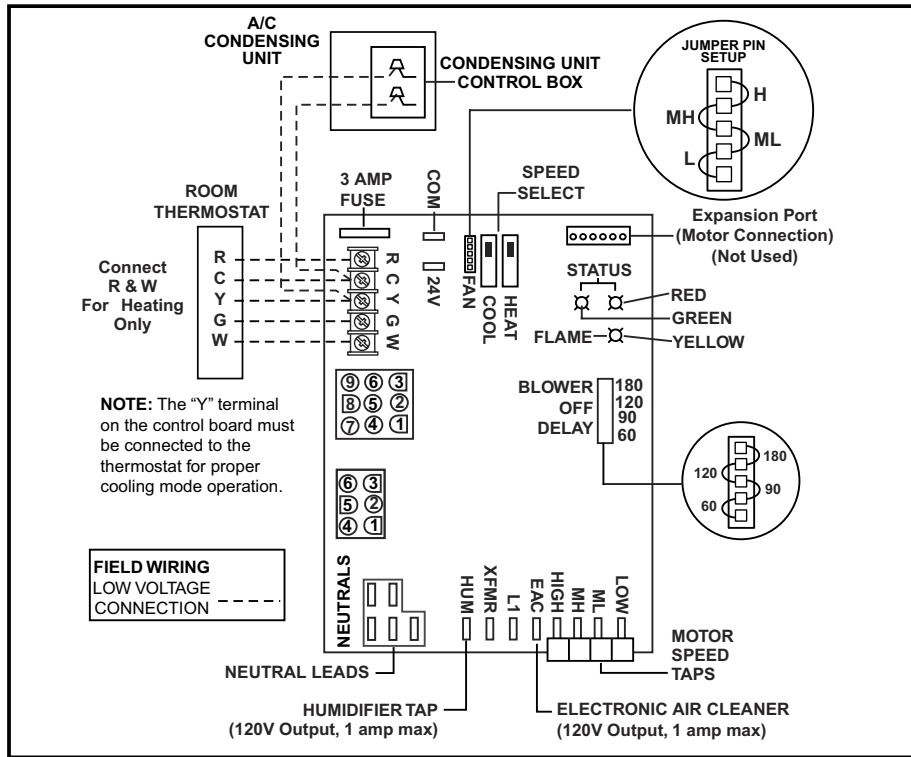 A/C
CONDENSING
UNIT
CONDENSING UNIT
CONTROL BOX
JUMPER PIN
SETUP
H
MH
ML
L
SPEED
SELECT
3 AMP
FUSE
COM
ROOM
THERMOSTAT
Expansion Port
(Motor Connection)
(Not Used)
Connect
R & W
For Heating
Only
R
C
Y
G
W
R
C
Y
G
W
24V
FAN
COOL
HEAT
STATUS
RED
GREEN
FLAME
YELLOW
9 6 3
8 5 2
7 4 1
BLOWER
OFF
DELAY
180
120
90
60
180
120
90
60
NOTE: The “Y” terminal
on the control board must
be connected to the
thermostat for proper
cooling mode operation.
6 3
5 2
4 1
FIELD WIRING
LOW VOLTAGE
CONNECTION
NEUTRALS
HUM
XFMR
L1
EAC
HIGH
MH
ML
LOW
MOTOR
SPEED
TAPS
NEUTRAL LEADS
HUMIDIFIER TAP
(120V Output, 1 amp max)
ELECTRONIC AIR CLEANER
(120V Output, 1 amp max)